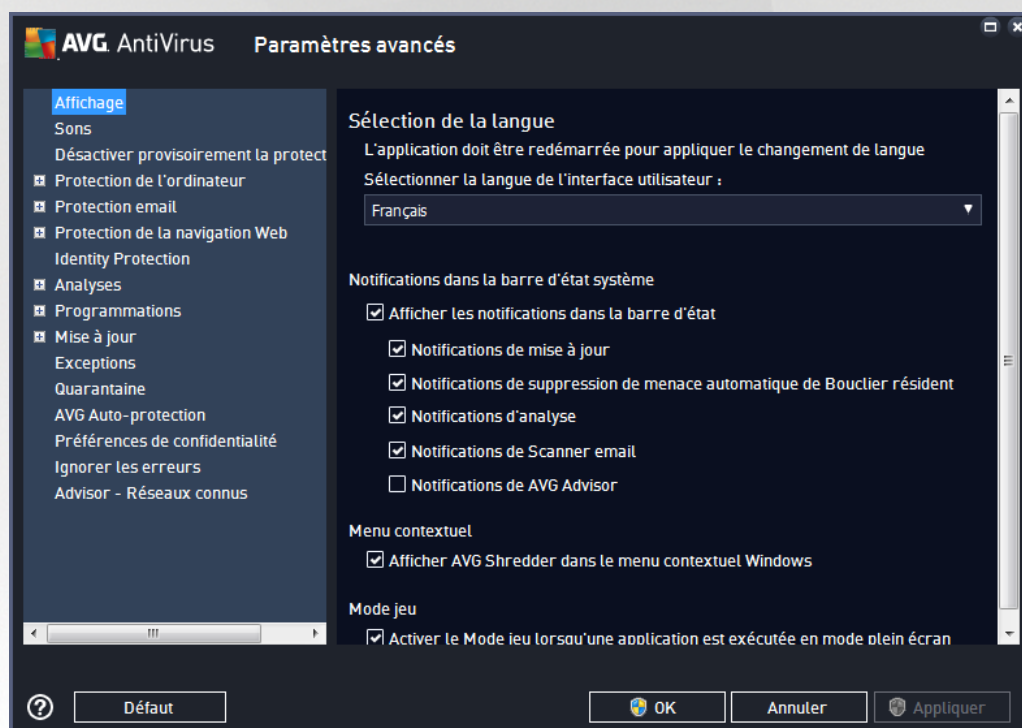 AVG. AntiVirus Paramètres avancés
Affichage
Sons
Désactiver provisoirement la protect
Protection de l'ordinateur
Protection email
Protection de la navigation Web
Identity Protection
Analyses
Programmations
Mise à jour
Exceptions
Quarantaine
AVG Auto-protection
Préférences de confidentialité
Ignorer les erreurs
Advisor - Réseaux connus
Sélection de la langue
L'application doit être redémarrée pour appliquer le changement de langue
Sélectionner la langue de l'interface utilisateur :
Français
Notifications dans la barre d'état système
Afficher les notifications dans la barre d'état
Notifications de mise à jour
Notifications de suppression de menace automatique de Bouclier résident
Notifications d'analyse
Notifications de Scanner email
Notifications de AVG Advisor
Menu contextuel
Afficher AVG Shredder dans le menu contextuel Windows
Mode jeu
Activer le Mode jeu lorsqu'une application est exécutée en mode plein écran
? Défaut OK Annuler Appliquer